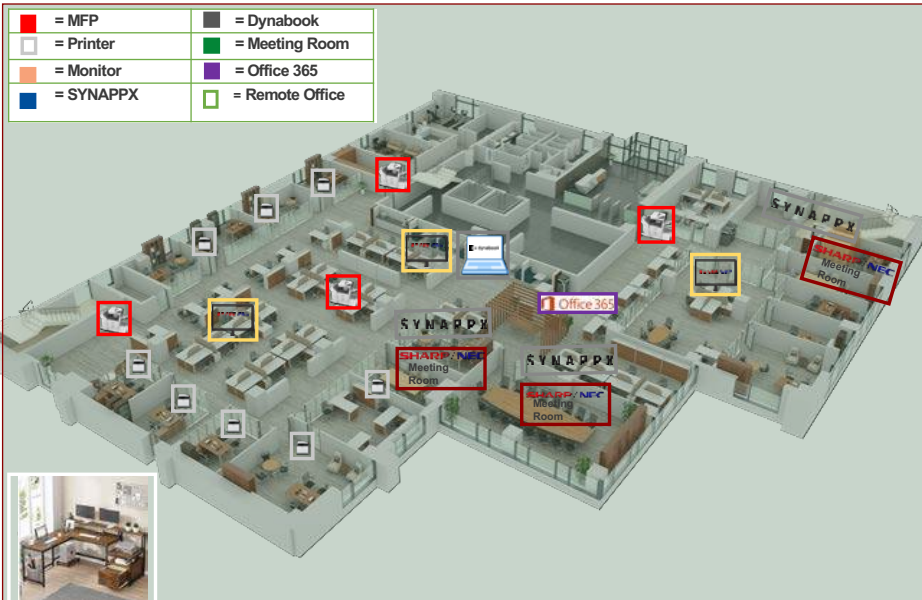 = MFP
= Dynabook
= Printer
= Meeting Room
= Monitor
= Office 365
= SYNAPPX
= Remote Office
SYNAPPX
SHARP/NEC
Meeting
Room
dynabook
Office 365
SYNAPPX
SHARP/NEC
Meeting
Room
SYNAPPX
SHARP/NEC
Meeting
Room